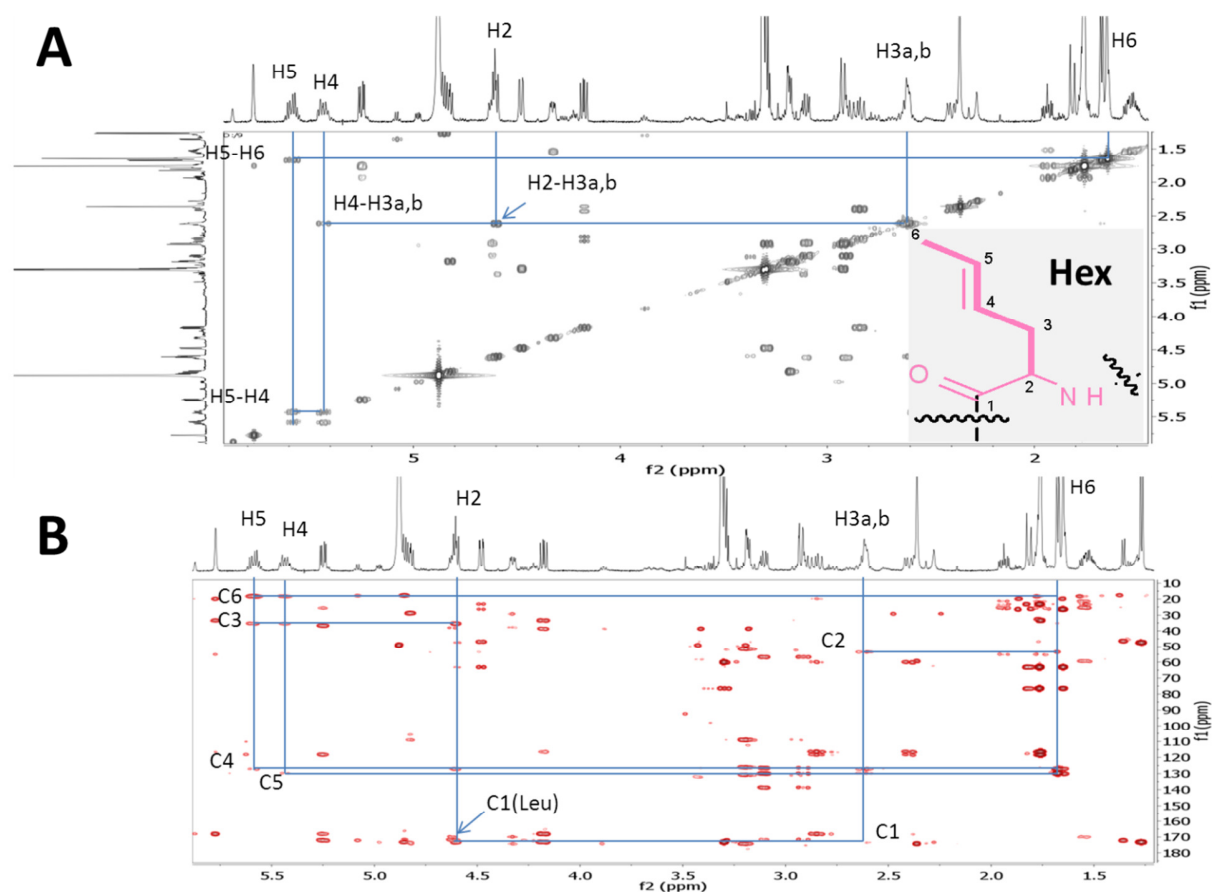 A
H5
H4
H2
H3a,b
H6
H5-H6
H4-H3a,b
H2-H3a,b
H5-H4
1.5
2.0
2.5
3.0
3.5
4.0
4.5
5.0
5.5
f1 (ppm)
5
4
3
2
f2 (ppm)
Hex
6
5
4
3
2
1
O
N H
B
H5
H4
H2
H3a,b
H6
C6
C3
C2
C4
C5
C1(Leu)
C1
10
20
30
40
50
60
70
80
90
100
110
120
130
140
150
160
170
180
f1 (ppm)
5.5
5.0
4.5
4.0
3.5
3.0
2.5
2.0
1.5
f2 (ppm)